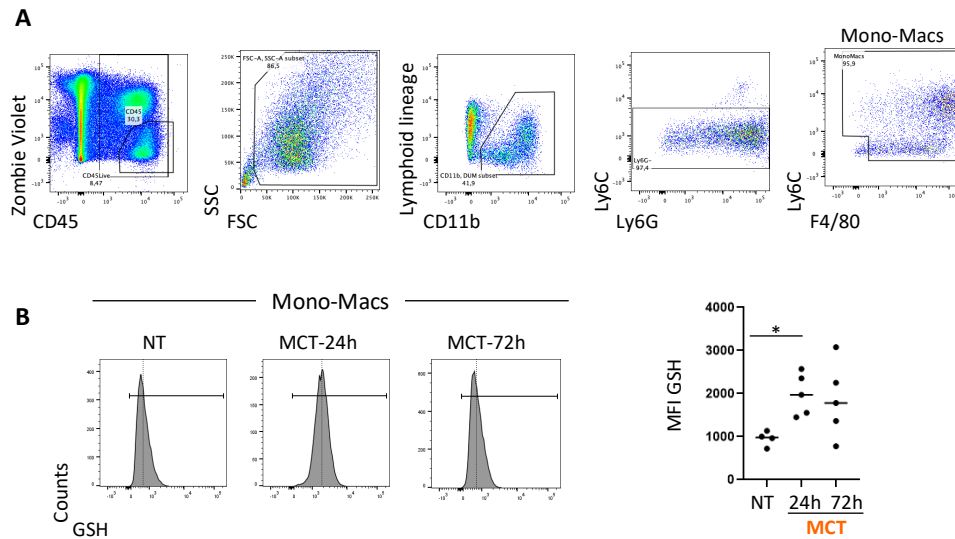 A
Mono-Macs
Zombie Violet
CD45
30,3
CD45Live
8,47
CD45
SSC
FSC-A, SSC-A subset
86,5
FSC
Lymphoid lineage
CD11b, DUM subset
41,9
CD11b
Ly6C
Ly6G-
97,4
Ly6G
Ly6C
MonoMacs
95,9
F4/80
B
Mono-Macs
NT
MCT-24h
MCT-72h
Counts
GSH
MFI GSH
4000
3000
2000
1000
0
*
NT
24h
72h
MCT